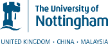 The University of
Nottingham
UNITED KINGDOM • CHINA • MALAYSIA